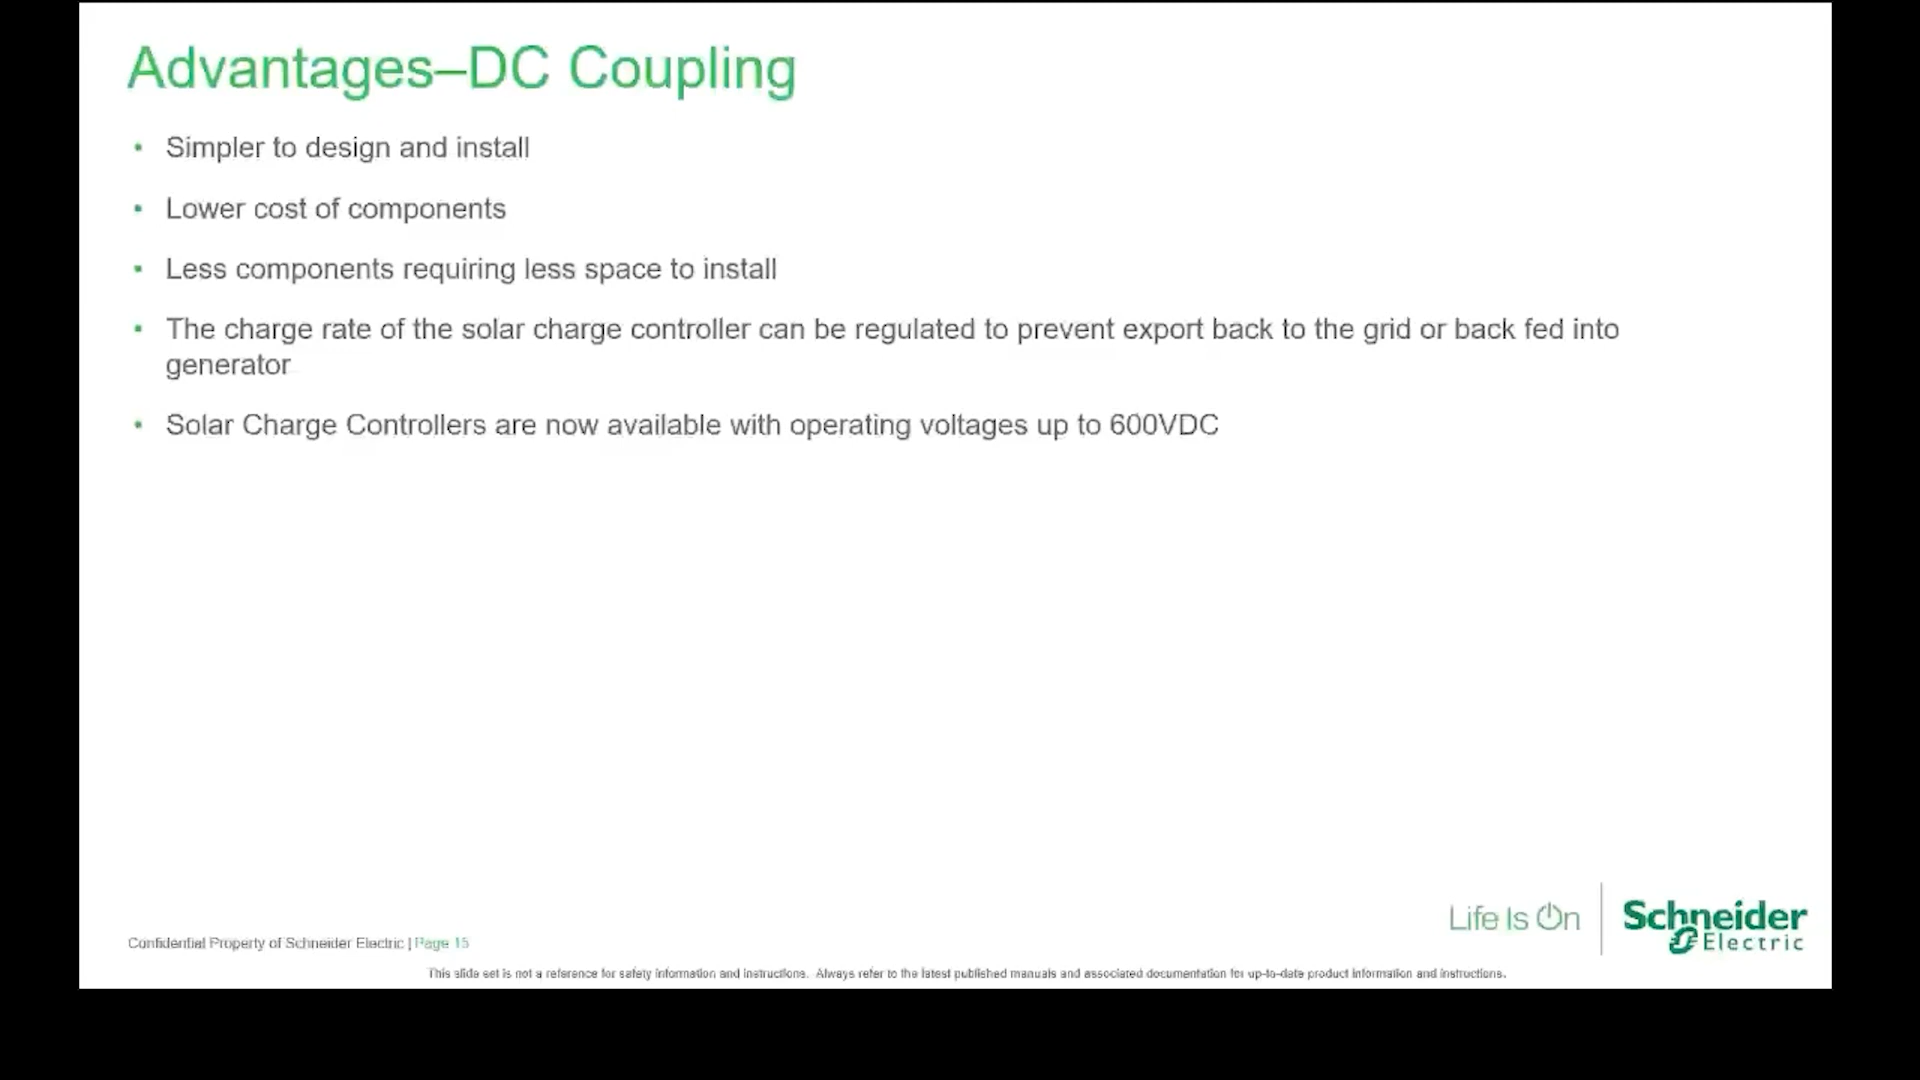 Advantages–DC Coupling
• Simpler to design and install
• Lower cost of components
• Less components requiring less space to install
• The charge rate of the solar charge controller can be regulated to prevent export back to the grid or back fed into
generator
• Solar Charge Controllers are now available with operating voltages up to 600VDC
Life Is On
Schneider
Electric
Confidential Property of Schneider Electric | Page 15
This slide set is not a reference for safety information and instructions. Always refer to the latest published manuals and associated documentation for up-to-date product information and instructions.